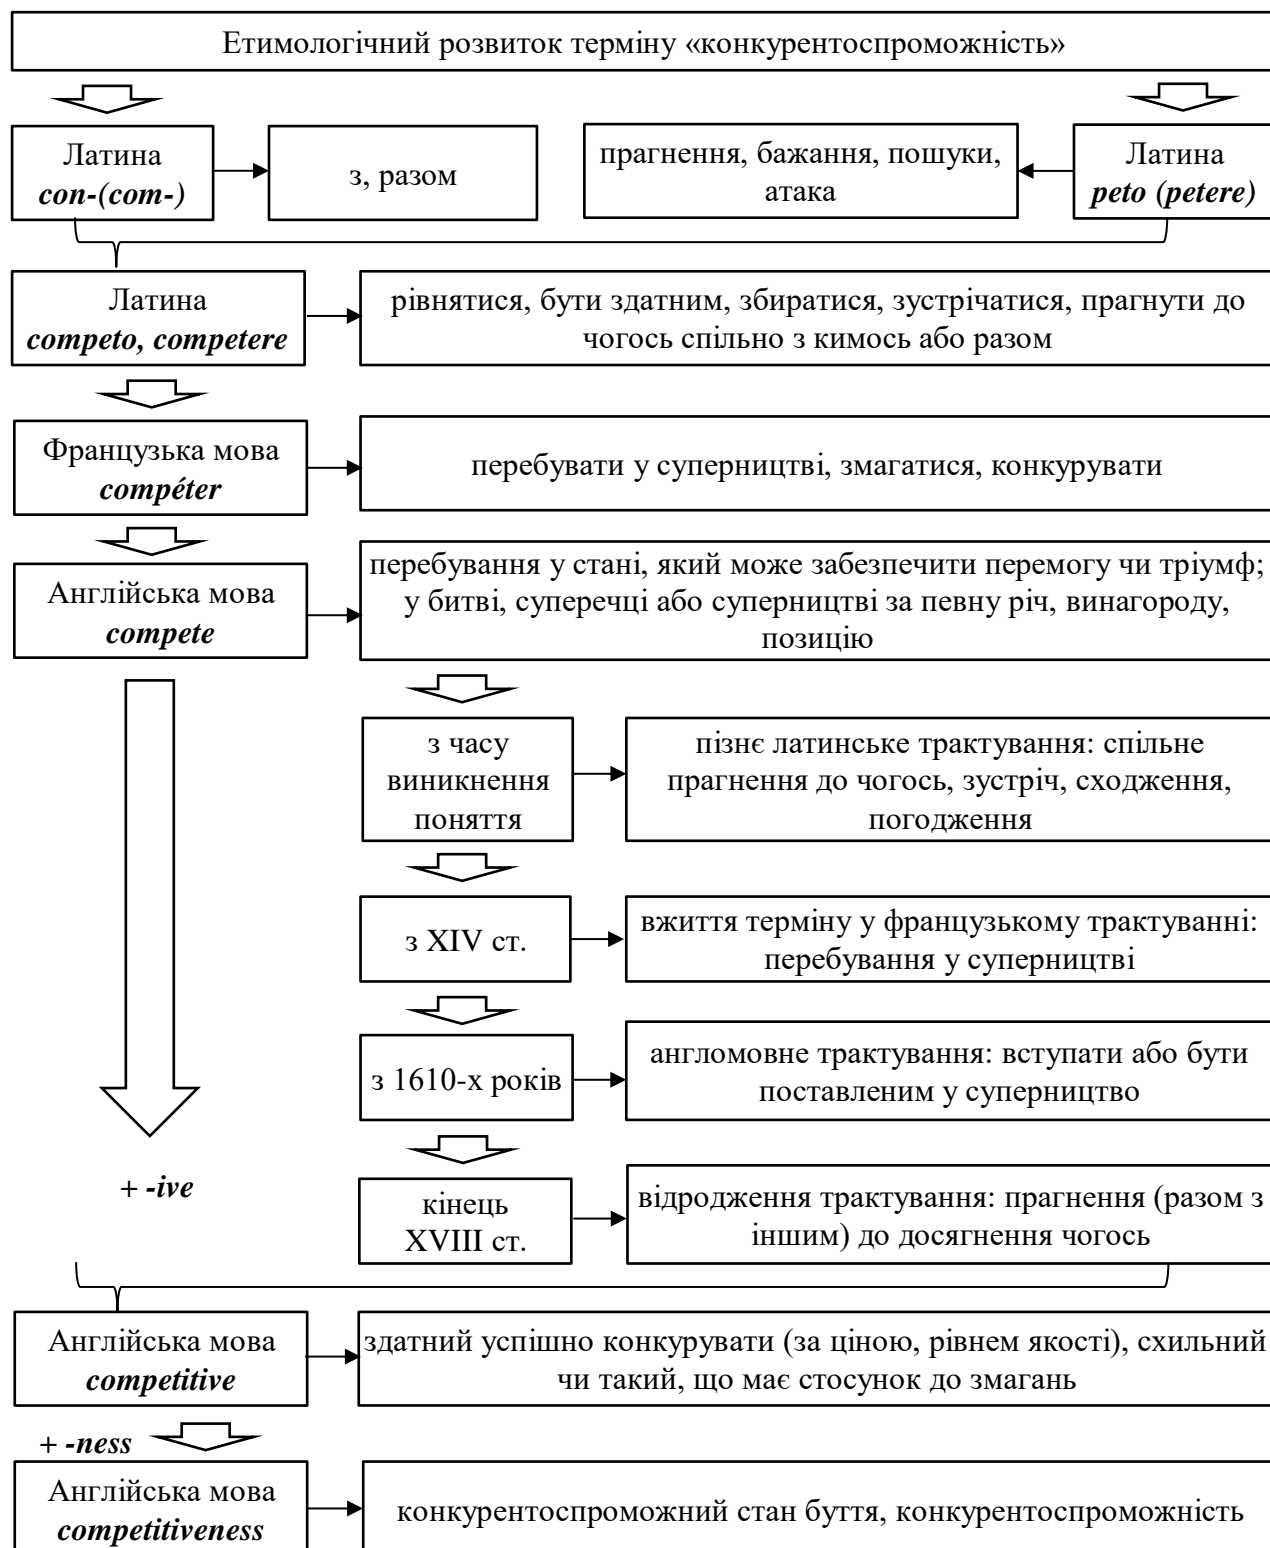 Етимологічний розвиток терміну «конкурентоспроможність»
Латина
con-(com-)
з, разом
прагнення, бажання, пошуки,
атака
Латина
peto (petere)
Латина
competo, competere
рівнятися, бути здатним, збиратися, зустрічатися, прагнути до
чогось спільно з кимось або разом
Французька мова
compéter
перебувати у суперництві, змагатися, конкурувати
Англійська мова
compete
перебування у стані, який може забезпечити перемогу чи тріумф;
у битві, суперечці або суперництві за певну річ, винагороду,
позицію
з часу
виникнення
поняття
пізнє латинське трактування: спільне
прагнення до чогось, зустріч, сходження,
погодження
з XIV ст.
вжиття терміну у французькому трактуванні:
перебування у суперництві
з 1610-х років
англомовне трактування: вступати або бути
поставленим у суперництво
+ -ive
кінець
XVIII ст.
відродження трактування: прагнення (разом з
іншим) до досягнення чогось
Англійська мова
competitive
здатний успішно конкурувати (за ціною, рівнем якості), схильний
чи такий, що має стосунок до змагань
+ -ness
Англійська мова
competitiveness
конкурентоспроможний стан буття, конкурентоспроможність